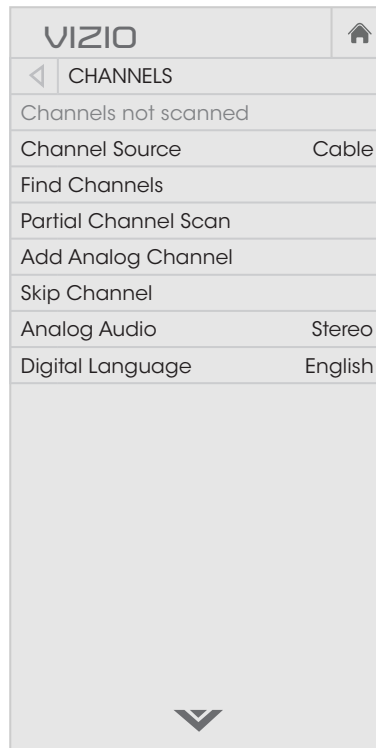 VIZIO
CHANNELS
Channels not scanned
Channel Source Cable
Find Channels
Partial Channel Scan
Add Analog Channel
Skip Channel
Analog Audio Stereo
Digital Language English